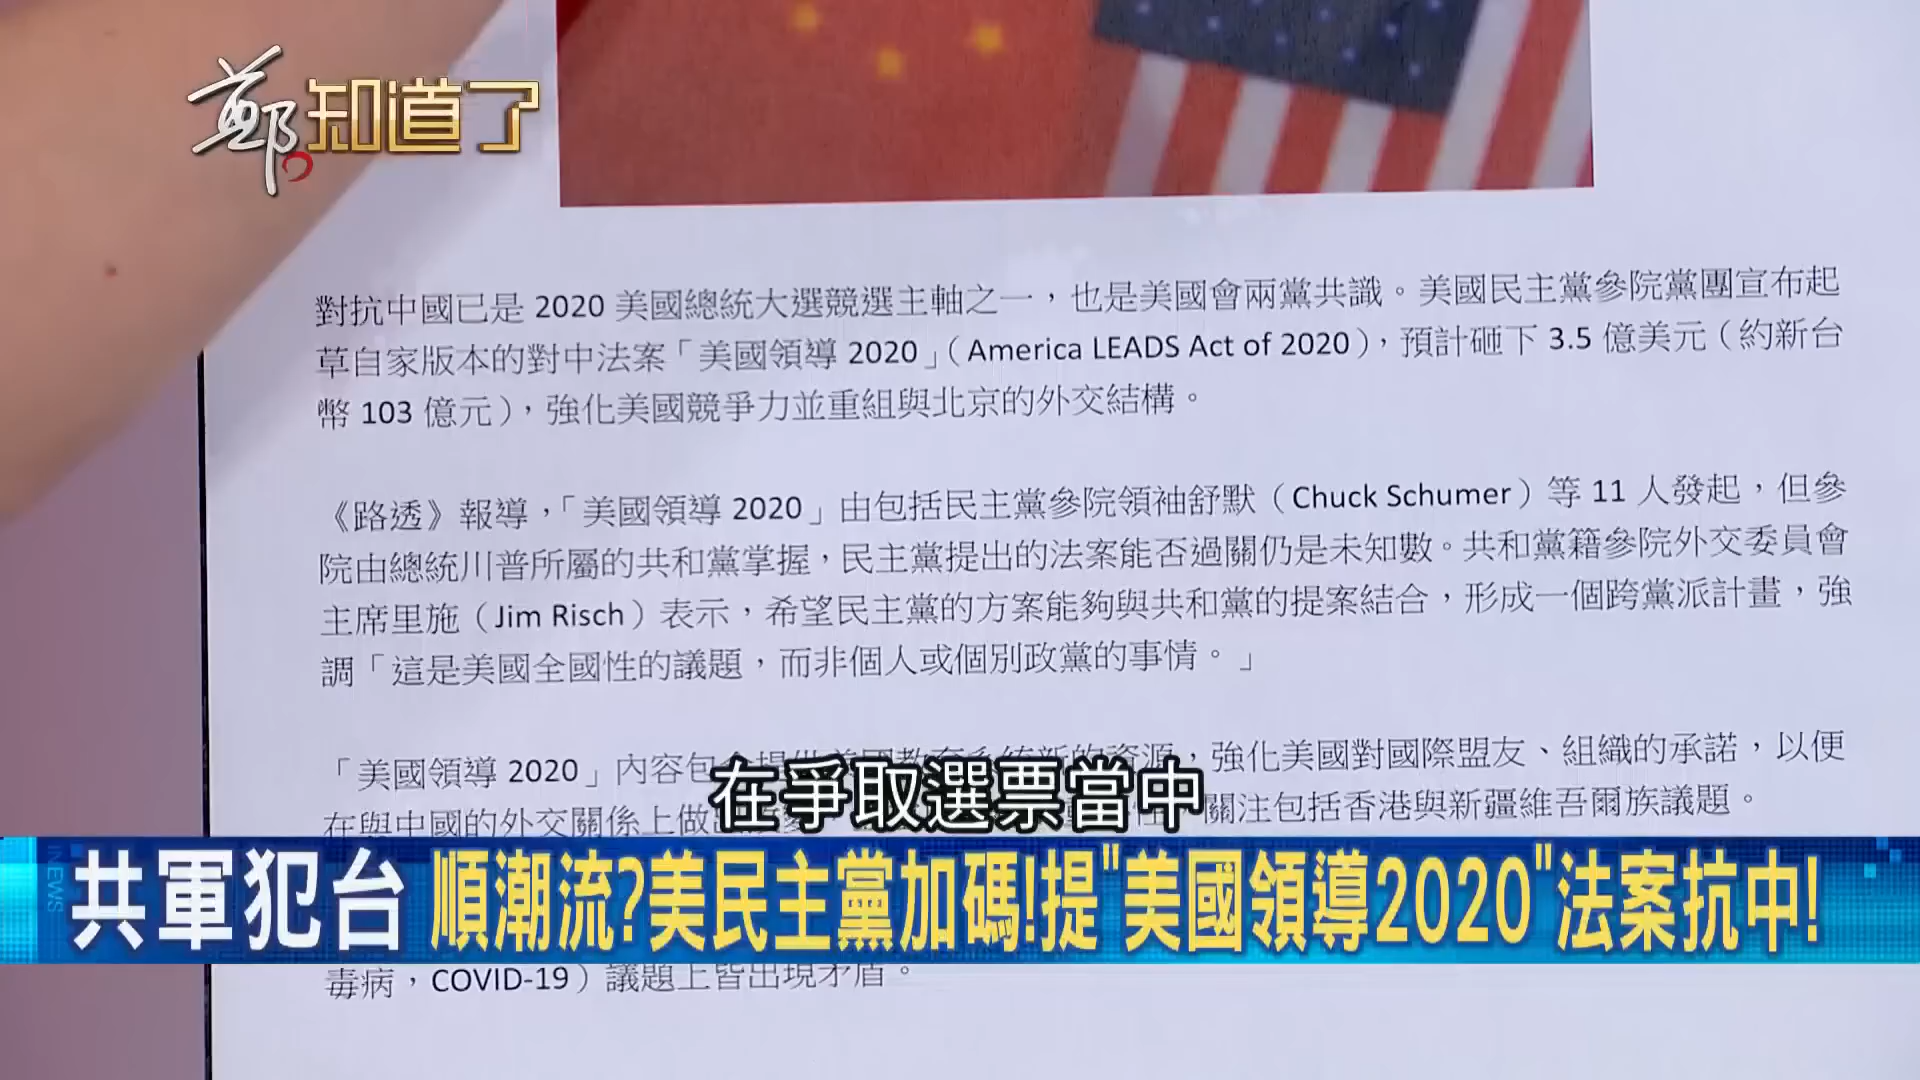 鄭知道了
對抗中國已是 2020 美國總統大選競選主軸之一，也是美國會兩黨共識。美國民主黨參院黨團宣布起
草自家版本的對中法案「美國領導 2020」（America LEADS Act of 2020），預計砸下 3.5 億美元（約新台
幣 103 億元），強化美國競爭力並重組與北京的外交結構。
《路透》報導，「美國領導 2020」由包括民主黨參院領袖舒默（Chuck Schumer）等 11 人發起，但參
院由總統川普所屬的共和黨掌握，民主黨提出的法案能否過關仍是未知數。共和黨籍參院外交委員會
主席里施（Jim Risch）表示，希望民主黨的方案能夠與共和黨的提案結合，形成一個跨黨派計畫，強
調「這是美國全國性的議題，而非個人或個別政黨的事情。」
「美國領導 2020」內容包含提供美國教育系統新的資源，強化美國對國際盟友、組織的承諾，以便
在與中國的外交關係上做 關注包括香港與新疆維吾爾族議題。
在爭取選票當中
INEWS
共軍犯台 順潮流?美民主黨加碼!提"美國領導2020"法案抗中!
毒病，COVID-19）議題上皆出現矛盾。